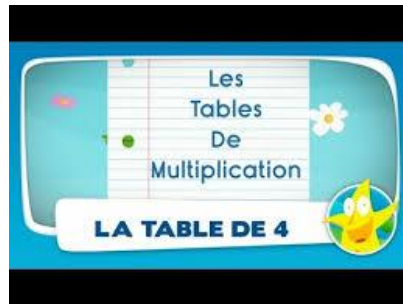 Les
Tables
De
Multiplication
LA TABLE DE 4